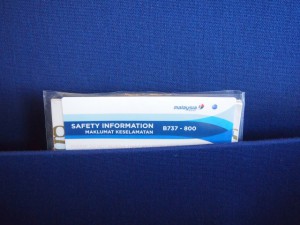 malaysia
SAFETY INFORMATION B737 - 800
MAKLUMAT KESELAMATAN